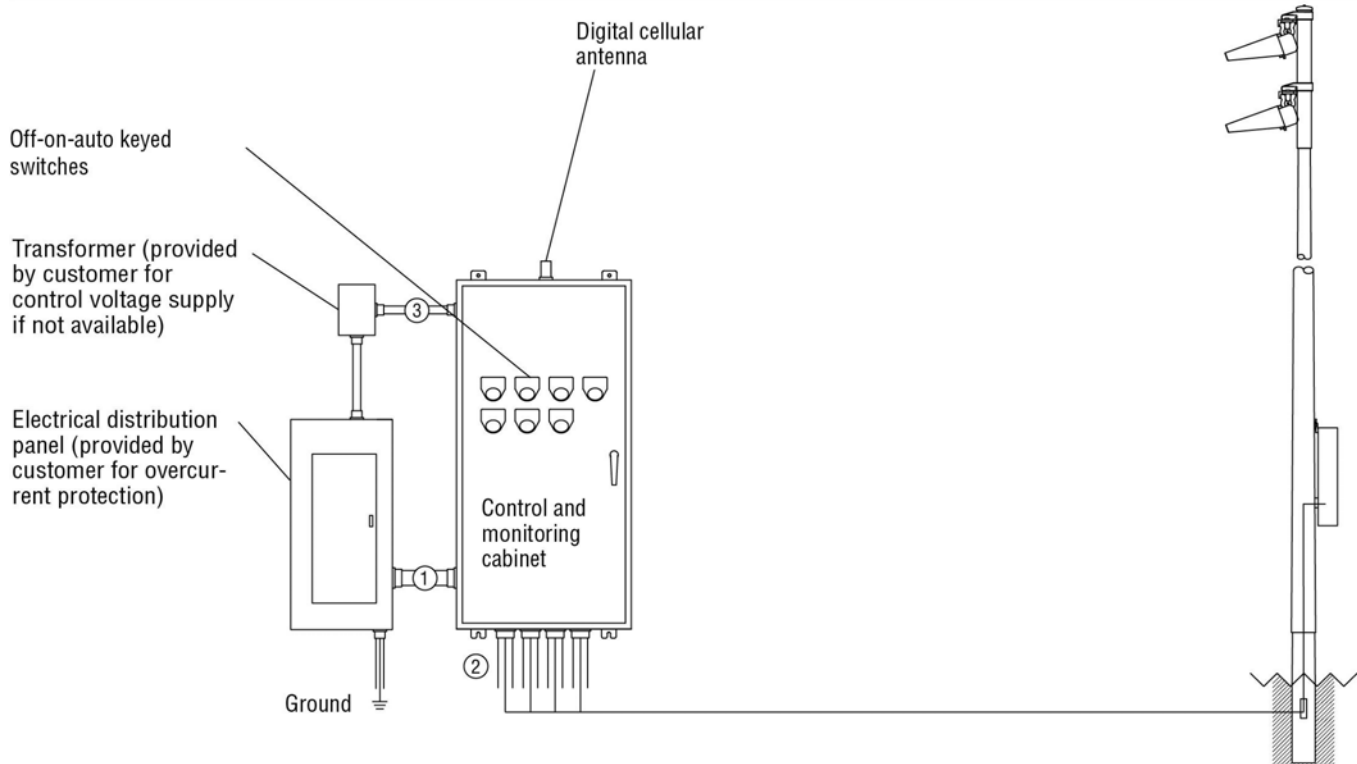 Digital cellular
antenna
Off-on-auto keyed
switches
Transformer (provided
by customer for
control voltage supply
if not available)
3
Electrical distribution
panel (provided by
customer for overcur-
rent protection)
Control and
monitoring
cabinet
1
2
Ground